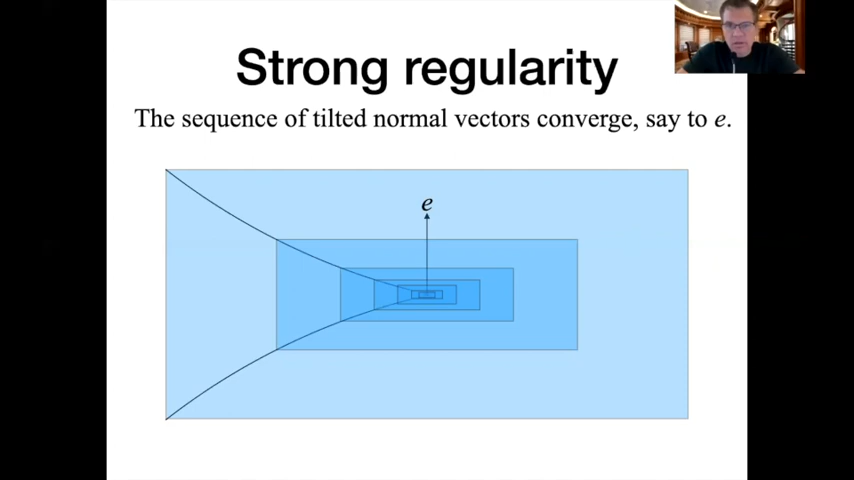 Strong regularity
The sequence of tilted normal vectors converge, say to e.
e